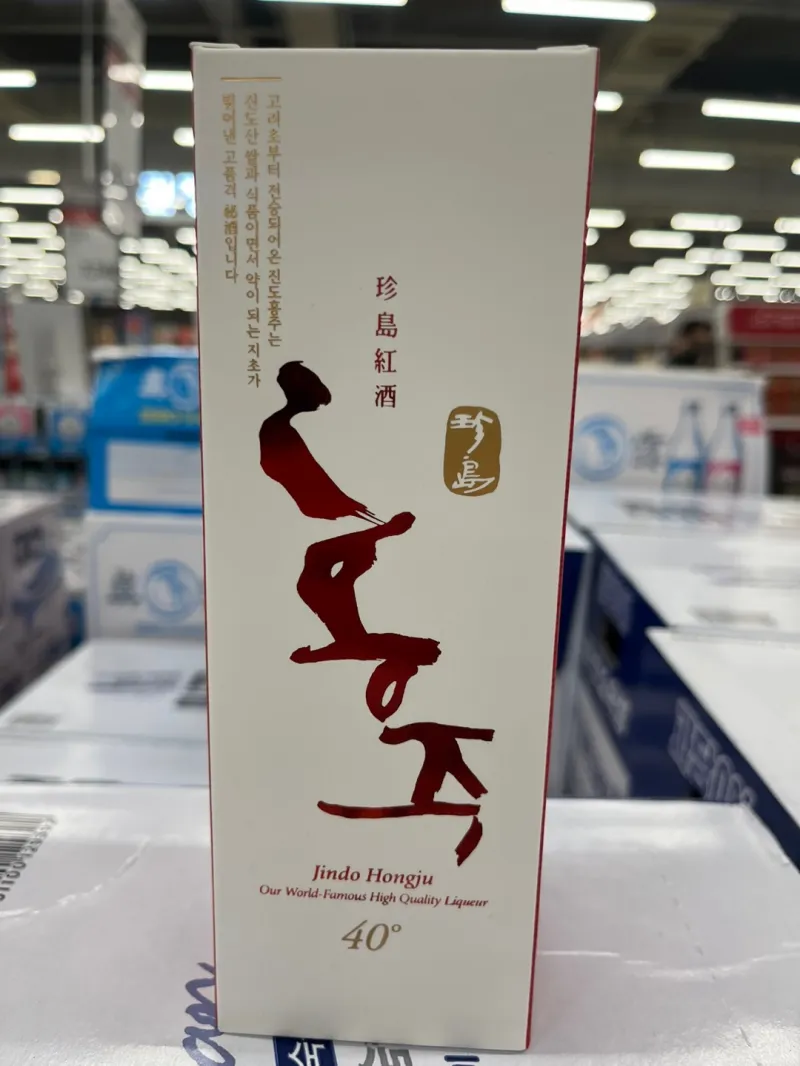 고려초부터 전승되어온 진도홍주는
진도산 쌀과 식품이면서 약이 되는 지초가
빚어낸 고품격 秘酒입니다
珍島紅酒
珍島
홍주
Jindo Hongju
Our World-Famous High Quality Liqueur
40°